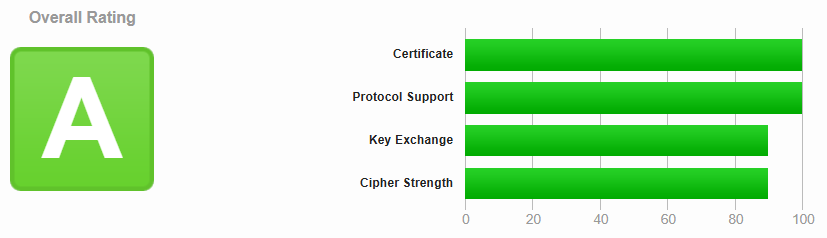 Overall Rating
A
Certificate
Protocol Support
Key Exchange
Cipher Strength
0 20 40 60 80 100